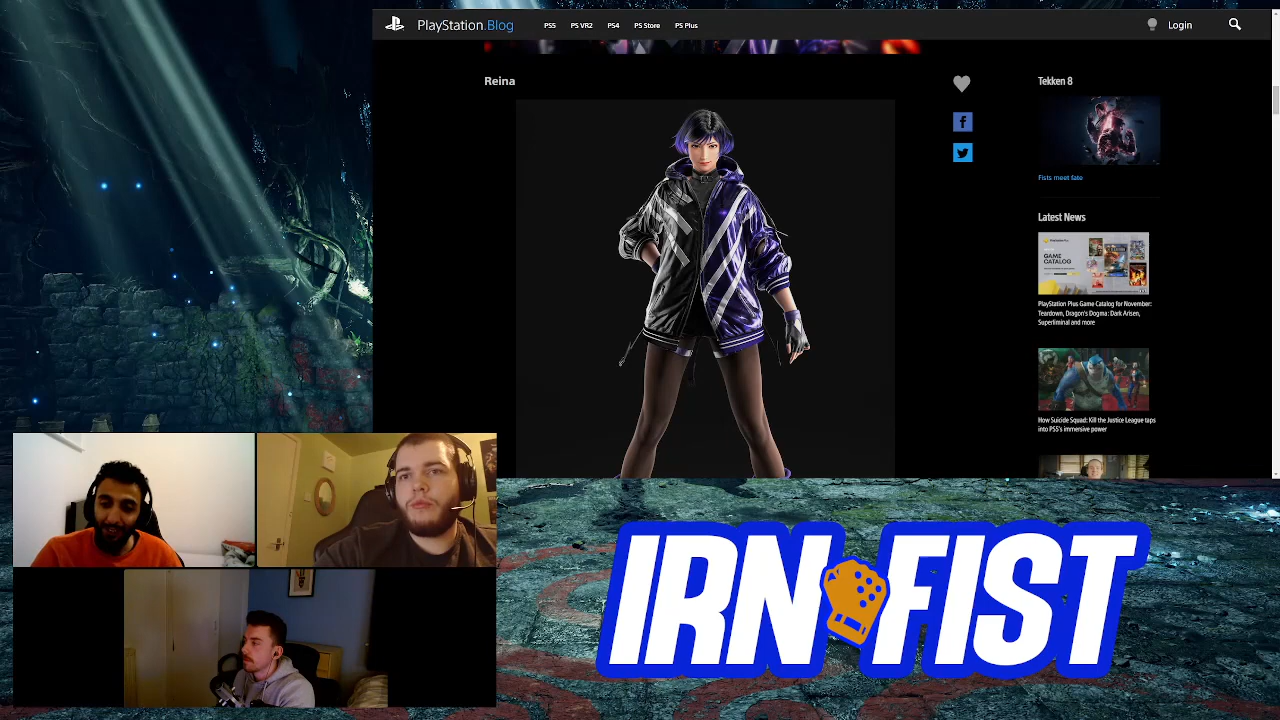 PlayStation.Blog
PS5
PS VR2
PS4
PS Store
PS Plus
Login
Reina
Tekken 8
Fists meet fate
Latest News
GAME
CATALOG
PlayStation Plus Game Catalog for November:
Teardown, Dragon's Dogma: Dark Arisen,
Superliminal and more
How Suicide Squad: Kill the Justice League taps
into PS5's immersive power
IRN FIST